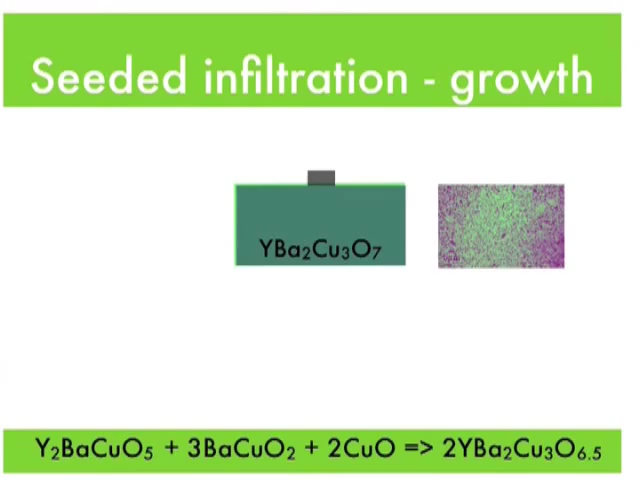 Seeded infiltration - growth
YBa₂Cu₃O₇
Y₂BaCuO₅ + 3BaCuO₂ + 2CuO => 2YBa₂Cu₃O₆.₅